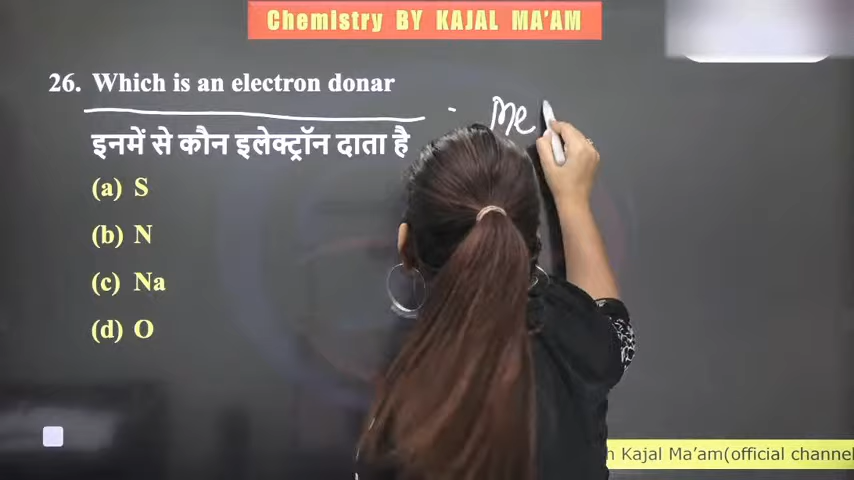 Chemistry BY KAJAL MA'AM
26. Which is an electron donar
- Me
इनमें से कौन इलेक्ट्रॉन दाता है
(a) S
(b) N
(c) Na
(d) O
h Kajal Ma'am(official channel